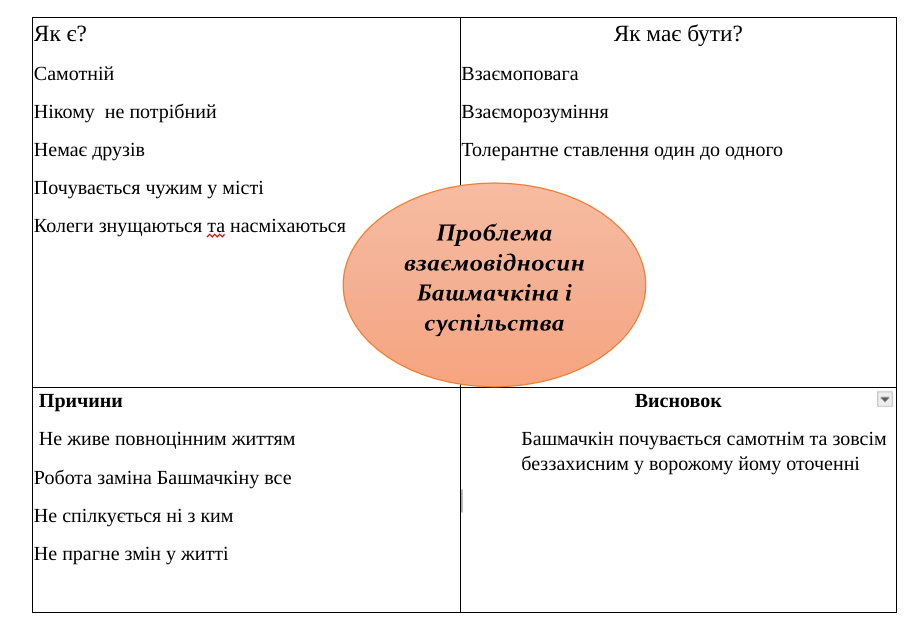 Як є?
Самотній
Нікому  не потрібний
Немає друзів
Почувається чужим у місті
Колеги знущаються та насміхаються
Як має бути?
Взаємоповага
Взаєморозуміння
Толерантне ставлення один до одного
Проблема
взаємовідносин
Башмачкіна і
суспільства
Причини
Не живе повноцінним життям
Робота заміна Башмачкіну все
Не спілкується ні з ким
Не прагне змін у житті
Висновок
Башмачкін почувається самотнім та зовсім
беззахисним у ворожому йому оточенні